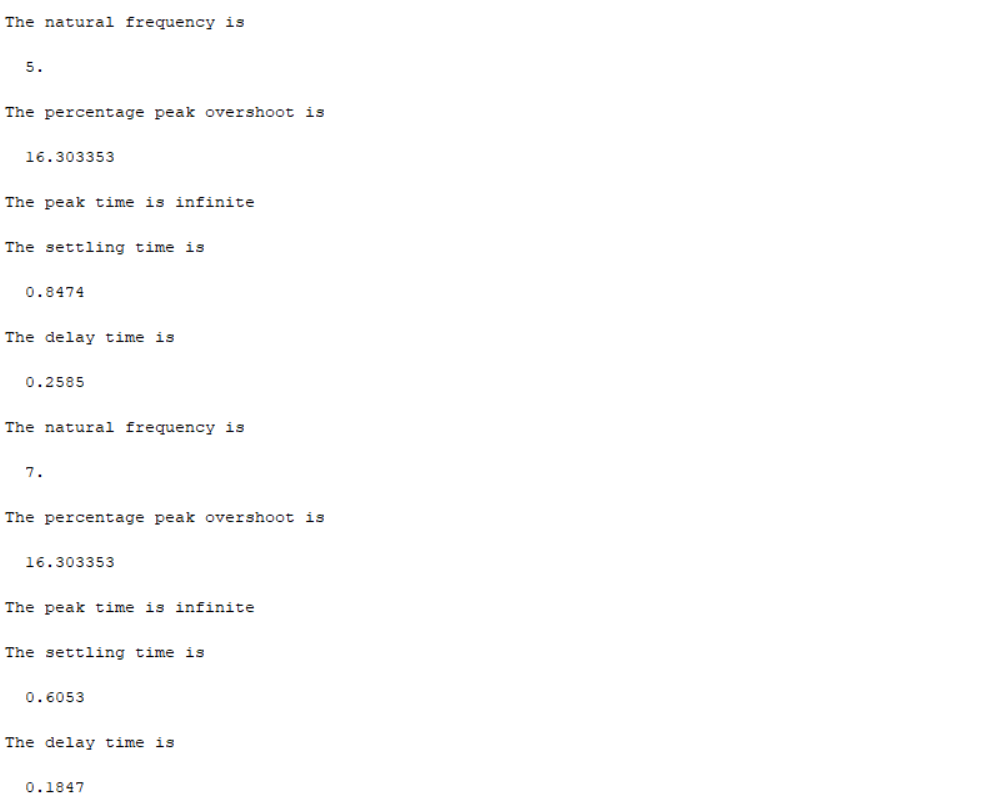 The natural frequency is
5.
The percentage peak overshoot is
16.303353
The peak time is infinite
The settling time is
0.8474
The delay time is
0.2585
The natural frequency is
7.
The percentage peak overshoot is
16.303353
The peak time is infinite
The settling time is
0.6053
The delay time is
0.1847